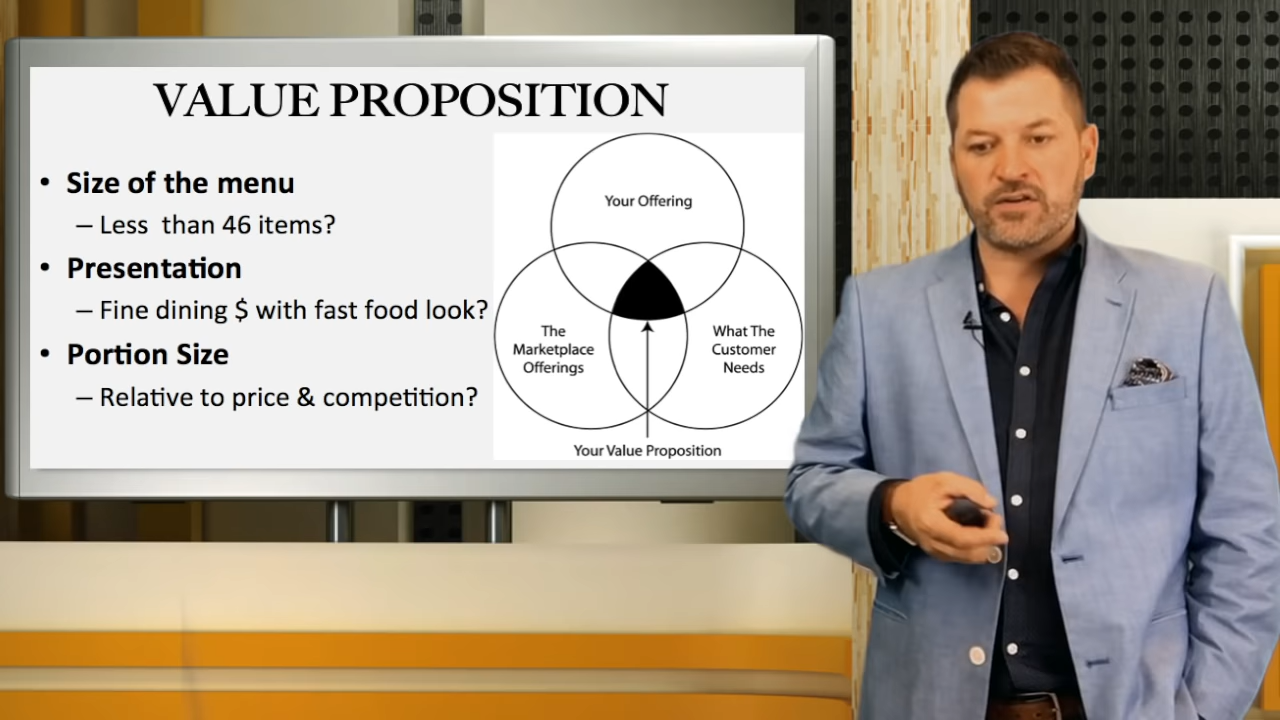 VALUE PROPOSITION
• Size of the menu
– Less than 46 items?
• Presentation
– Fine dining $ with fast food look?
• Portion Size
– Relative to price & competition?
Your Offering
The
Marketplace
Offerings
What The
Customer
Needs
Your Value Proposition